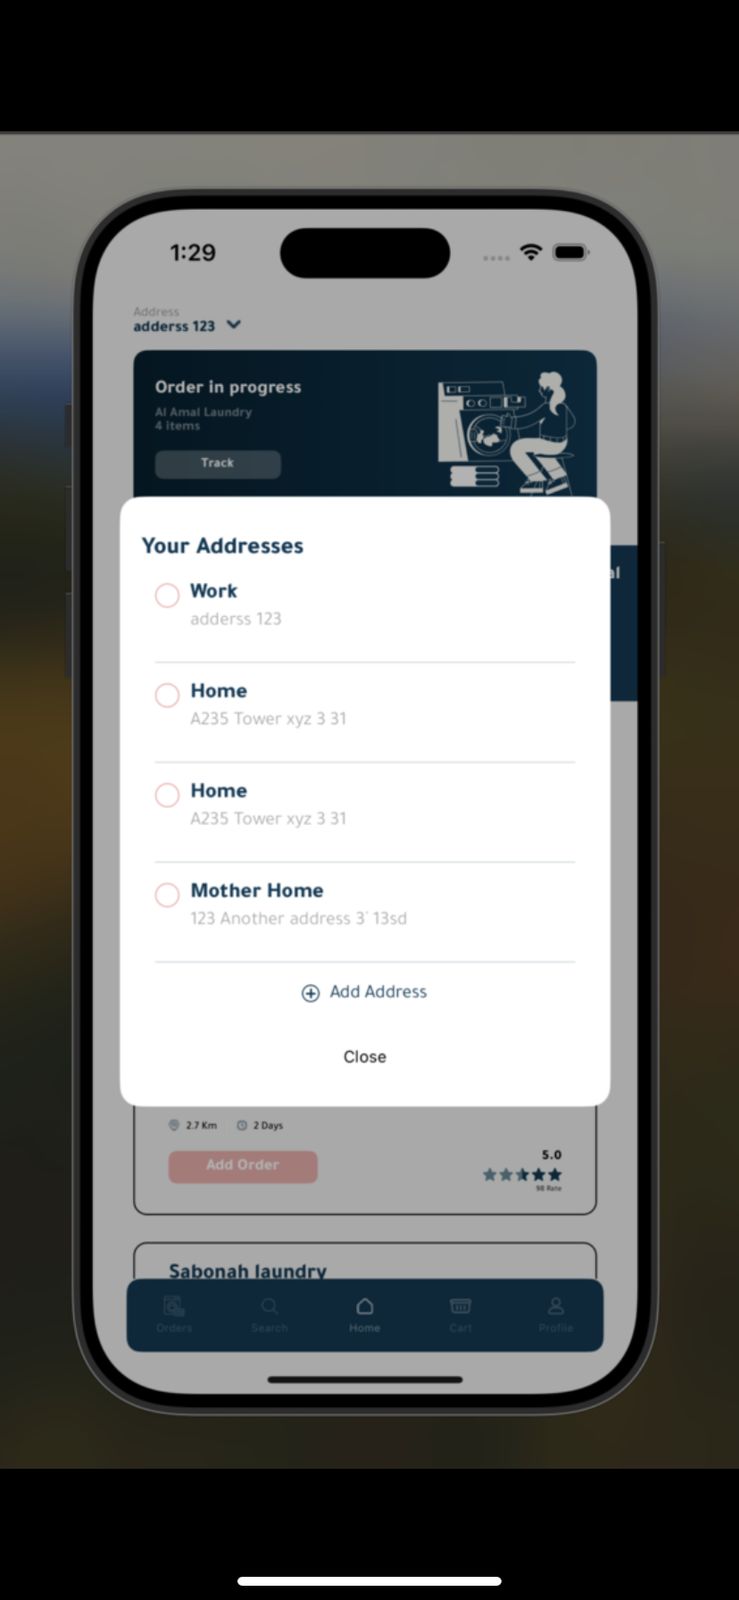 1:29
Address
adderss 123
Order in progress
Al Amal Laundry
4 items
Track
al
Your Addresses
Work
adderss 123
Home
A235 Tower xyz 3 31
Home
A235 Tower xyz 3 31
Mother Home
123 Another address 3` 13sd
Add Address
Close
2.7 Km 2 Days
Add Order
5.0
98 Rate
Sabonah laundry
Orders Search Home Cart Profile